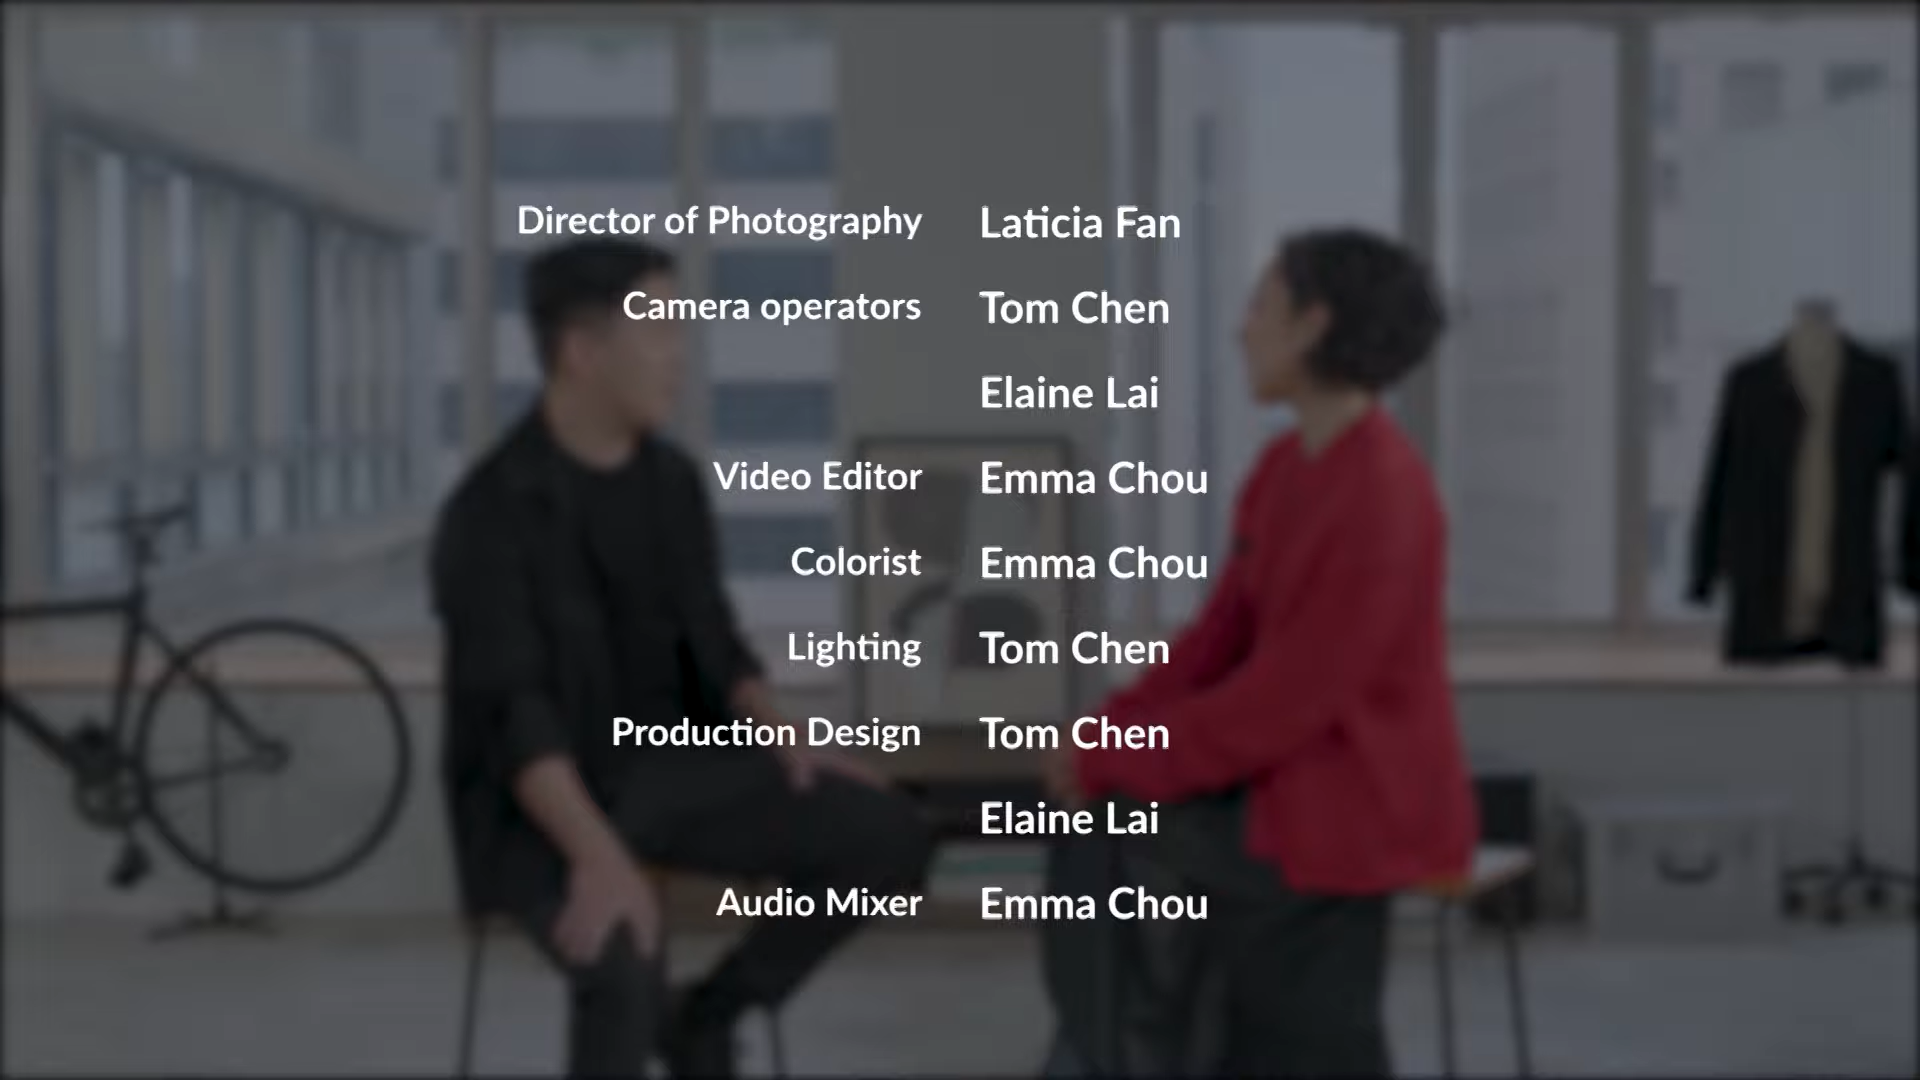 Director of Photography Laticia Fan
Camera operators Tom Chen
Elaine Lai
Video Editor Emma Chou
Colorist Emma Chou
Lighting Tom Chen
Production Design Tom Chen
Elaine Lai
Audio Mixer Emma Chou